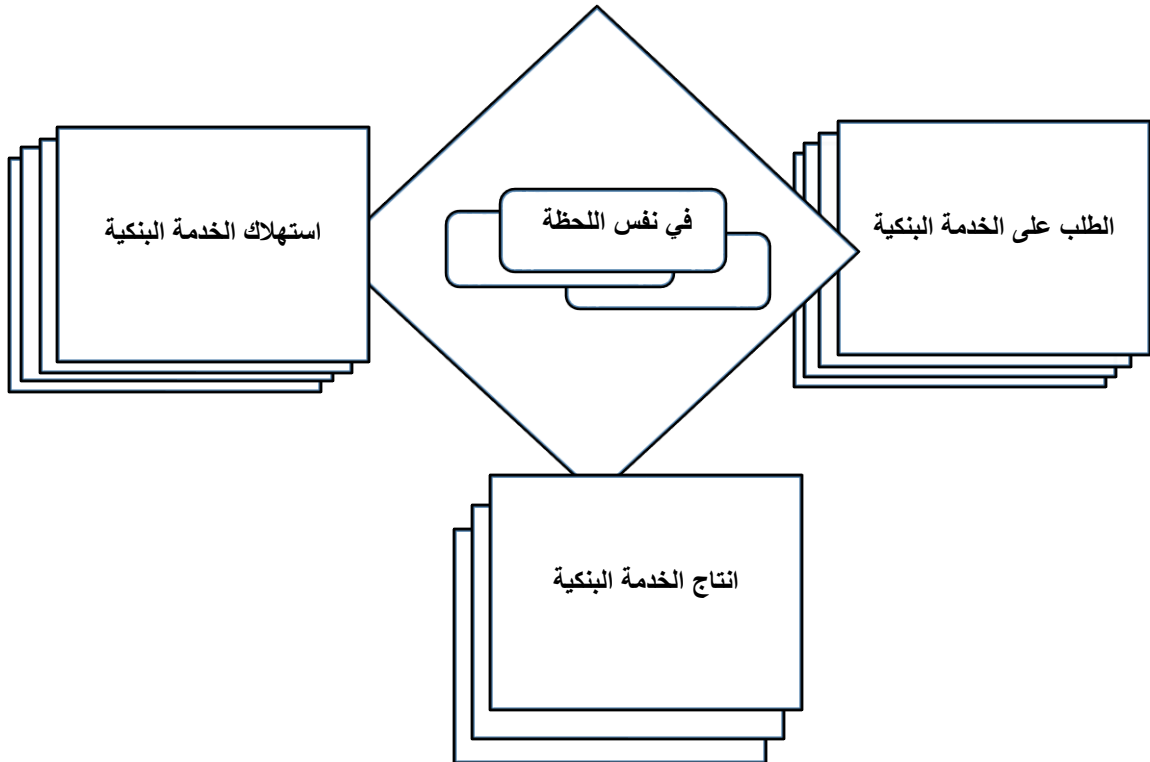 في نفس اللحظة
الطلب على الخدمة البنكية
استهلاك الخدمة البنكية
انتاج الخدمة البنكية